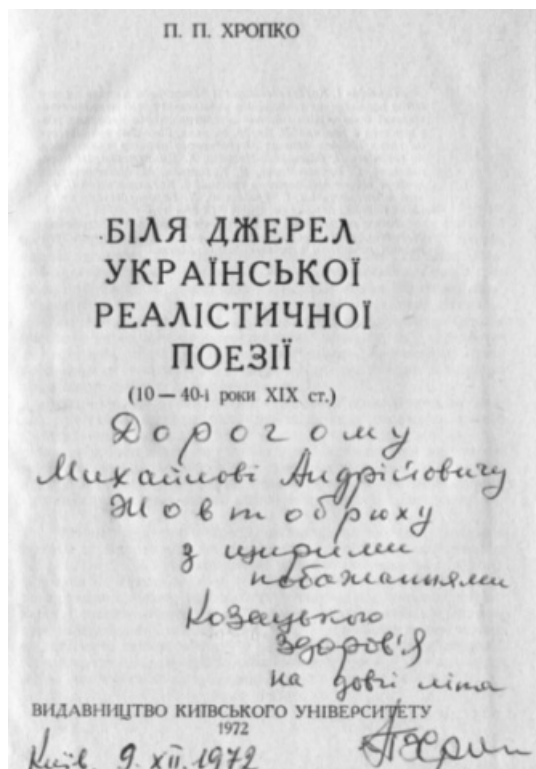 П. П. ХРОПКО
БІЛЯ ДЖЕРЕЛ
УКРАЇНСЬКОЇ
РЕАЛІСТИЧНОЇ
ПОЕЗІЇ
(10 — 40-і роки XIX ст.)
Дорогому
Михайлові Андрійовичу
Жовтобрюху
з щирими
побажаннями
козацького
здоров'я
на довгі літа
ВИДАВНИЦТВО КИЇВСЬКОГО УНІВЕРСИТЕТУ
1972
Київ, 9.XII.1972